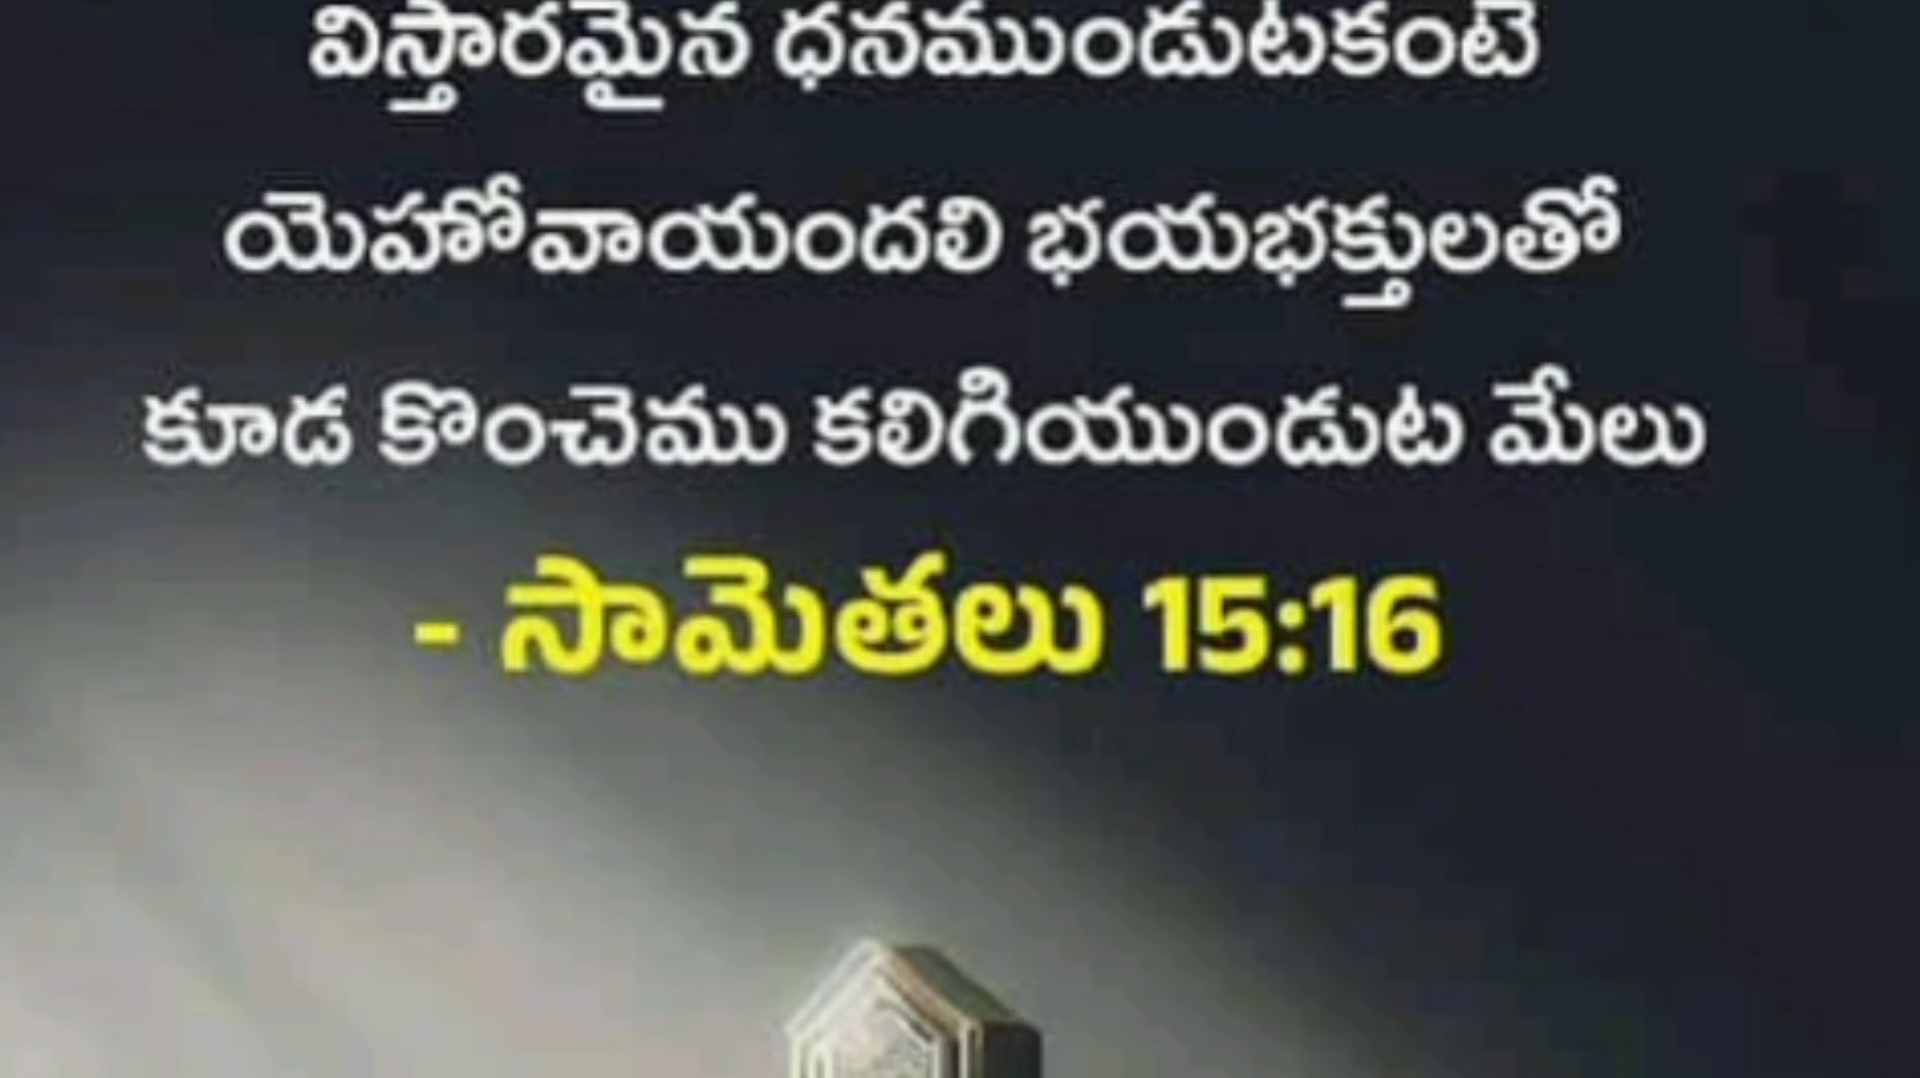 విస్తారమైన ధనముండుటకంటె
యెహోవాయందలి భయభక్తులతో
కూడ కొంచెము కలిగియుండుట మేలు
- సామెతలు 15:16